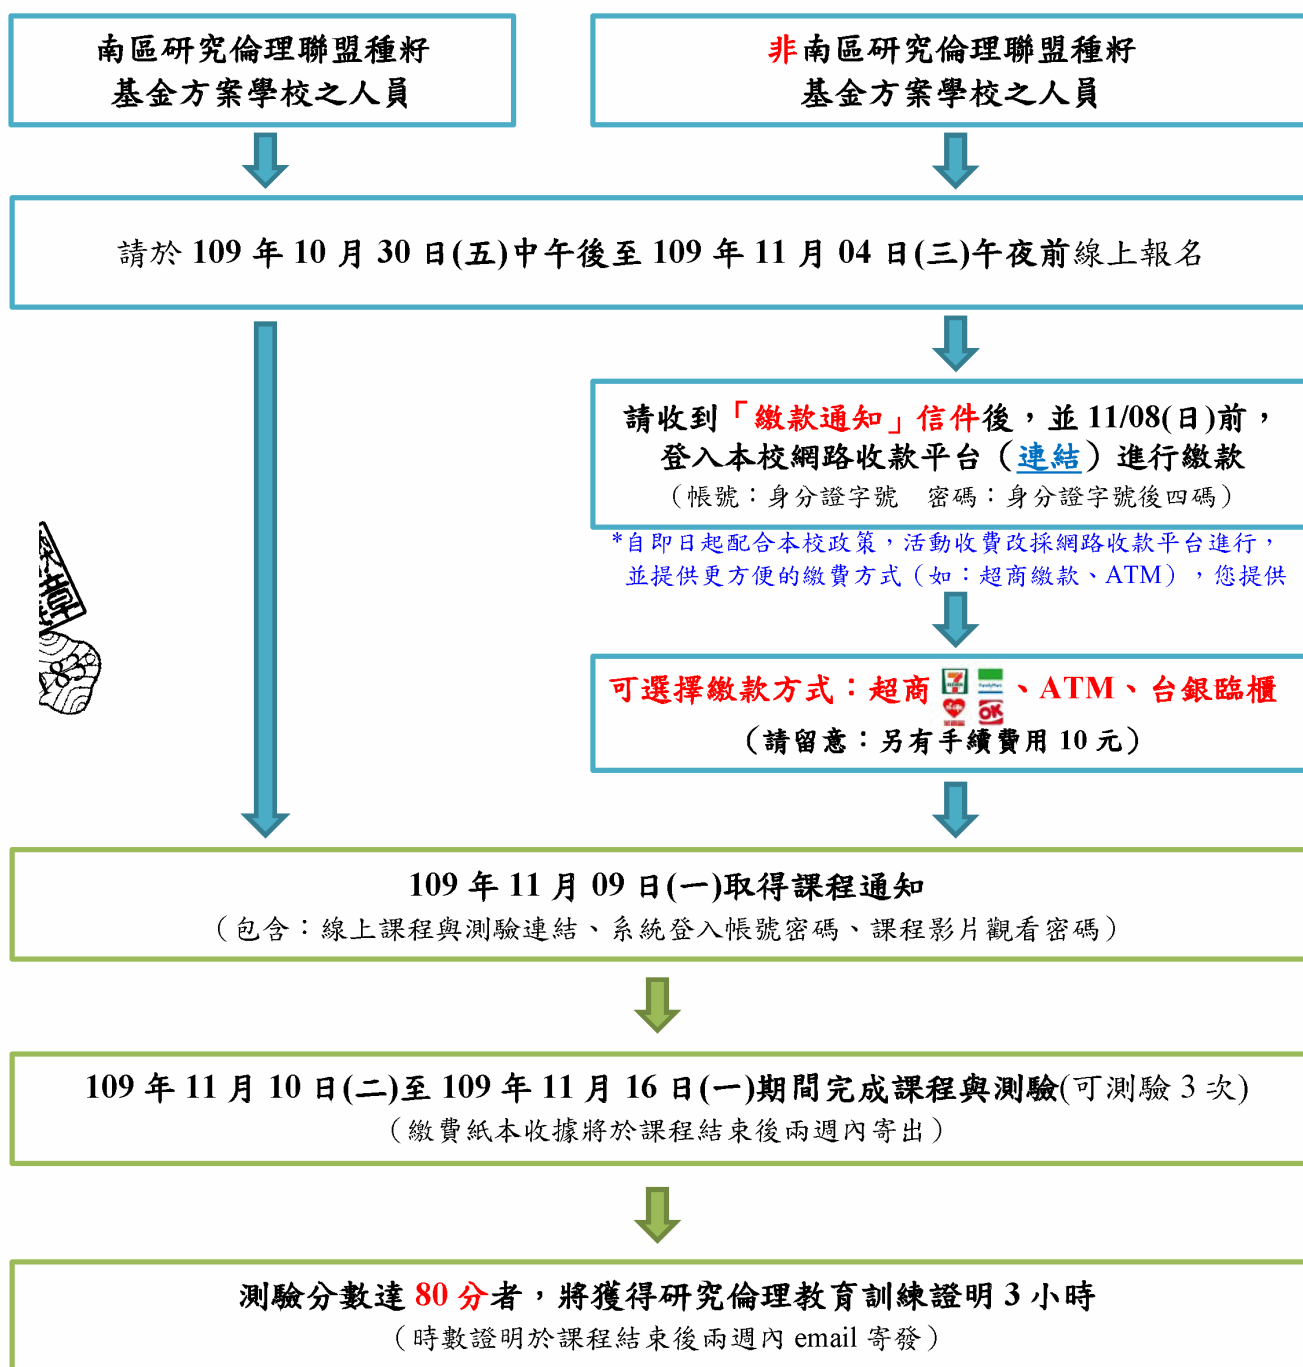 南區研究倫理聯盟種籽
基金方案學校之人員
非南區研究倫理聯盟種籽
基金方案學校之人員
請於 109 年 10 月 30 日(五)中午後至 109 年 11 月 04 日(三)午夜前線上報名
請收到「繳款通知」信件後，並 11/08(日)前，
登入本校網路收款平台（連結）進行繳款
（帳號：身分證字號　密碼：身分證字號後四碼）
*自即日起配合本校政策，活動收費改採網路收款平台進行，
並提供更方便的繳費方式（如：超商繳款、ATM），您提供
章
可選擇繳款方式：超商 7 FamilyMart OK、ATM、台銀臨櫃
（請留意：另有手續費用 10 元）
109 年 11 月 09 日(一)取得課程通知
（包含：線上課程與測驗連結、系統登入帳號密碼、課程影片觀看密碼）
109 年 11 月 10 日(二)至 109 年 11 月 16 日(一)期間完成課程與測驗(可測驗 3 次)
（繳費紙本收據將於課程結束後兩週內寄出）
測驗分數達 80 分者，將獲得研究倫理教育訓練證明 3 小時
（時數證明於課程結束後兩週內 email 寄發）